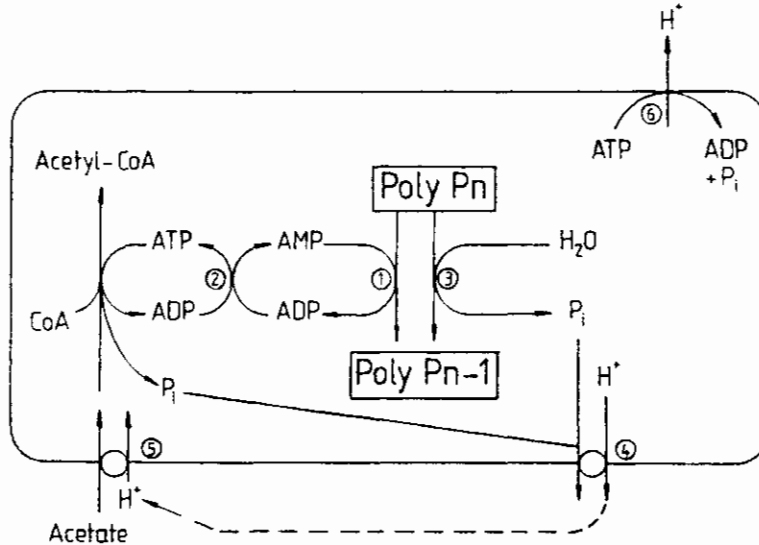 H⁺
⑥
ATP
ADP
+ Pᵢ
Acetyl-CoA
Poly Pn
ATP
AMP
H₂O
②
①
③
CoA
ADP
ADP
Pᵢ
Poly Pn-1
Pᵢ
H⁺
⑤
④
H⁺
Acetate